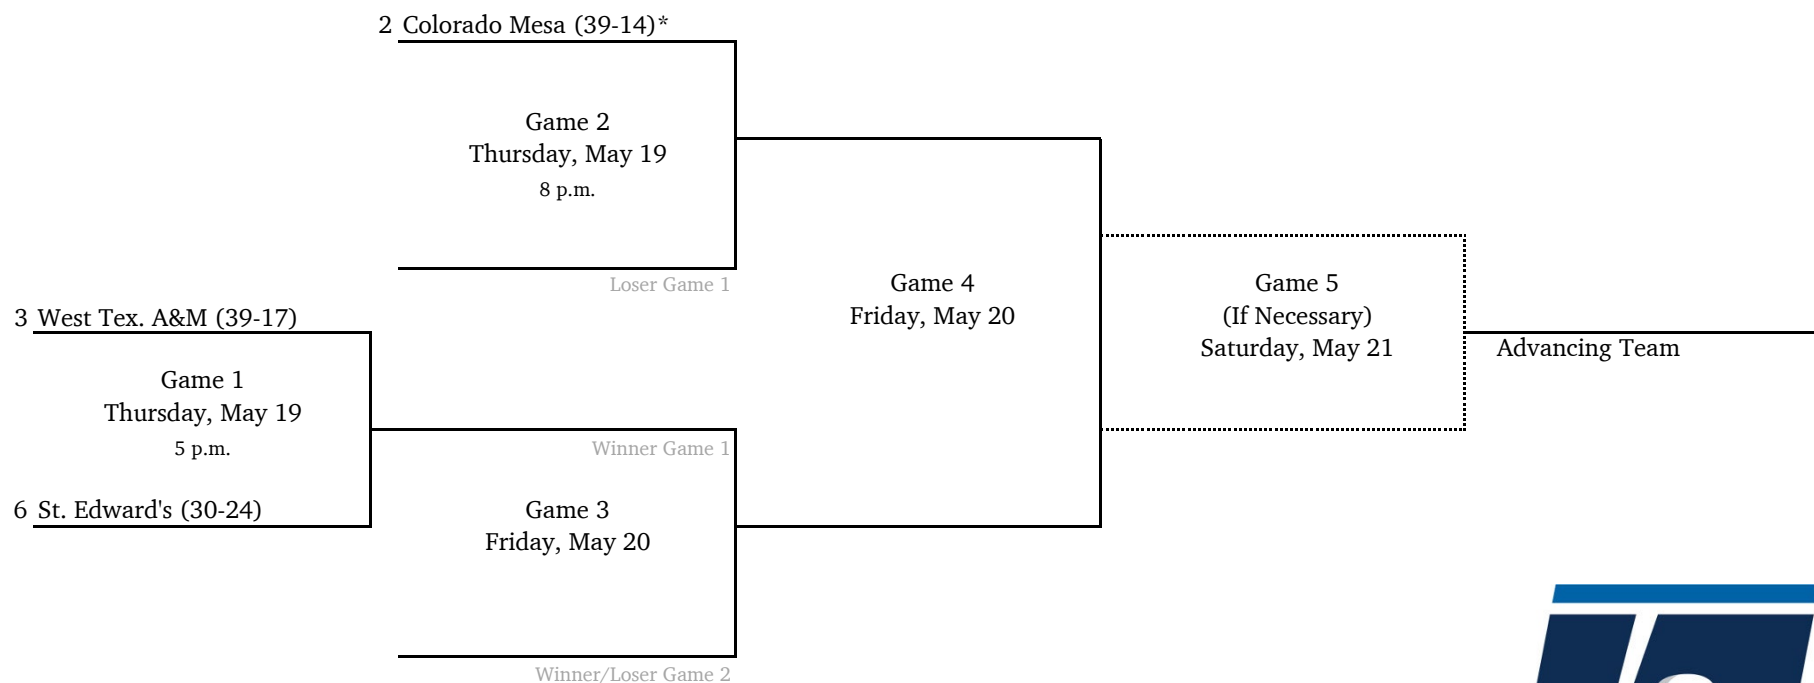 2 Colorado Mesa (39-14)*
Game 2
Thursday, May 19
8 p.m.
Loser Game 1
3 West Tex. A&M (39-17)
Game 1
Thursday, May 19
5 p.m.
6 St. Edward's (30-24)
Winner Game 1
Game 3
Friday, May 20
Winner/Loser Game 2
Game 4
Friday, May 20
Game 5
(If Necessary)
Saturday, May 21
Advancing Team